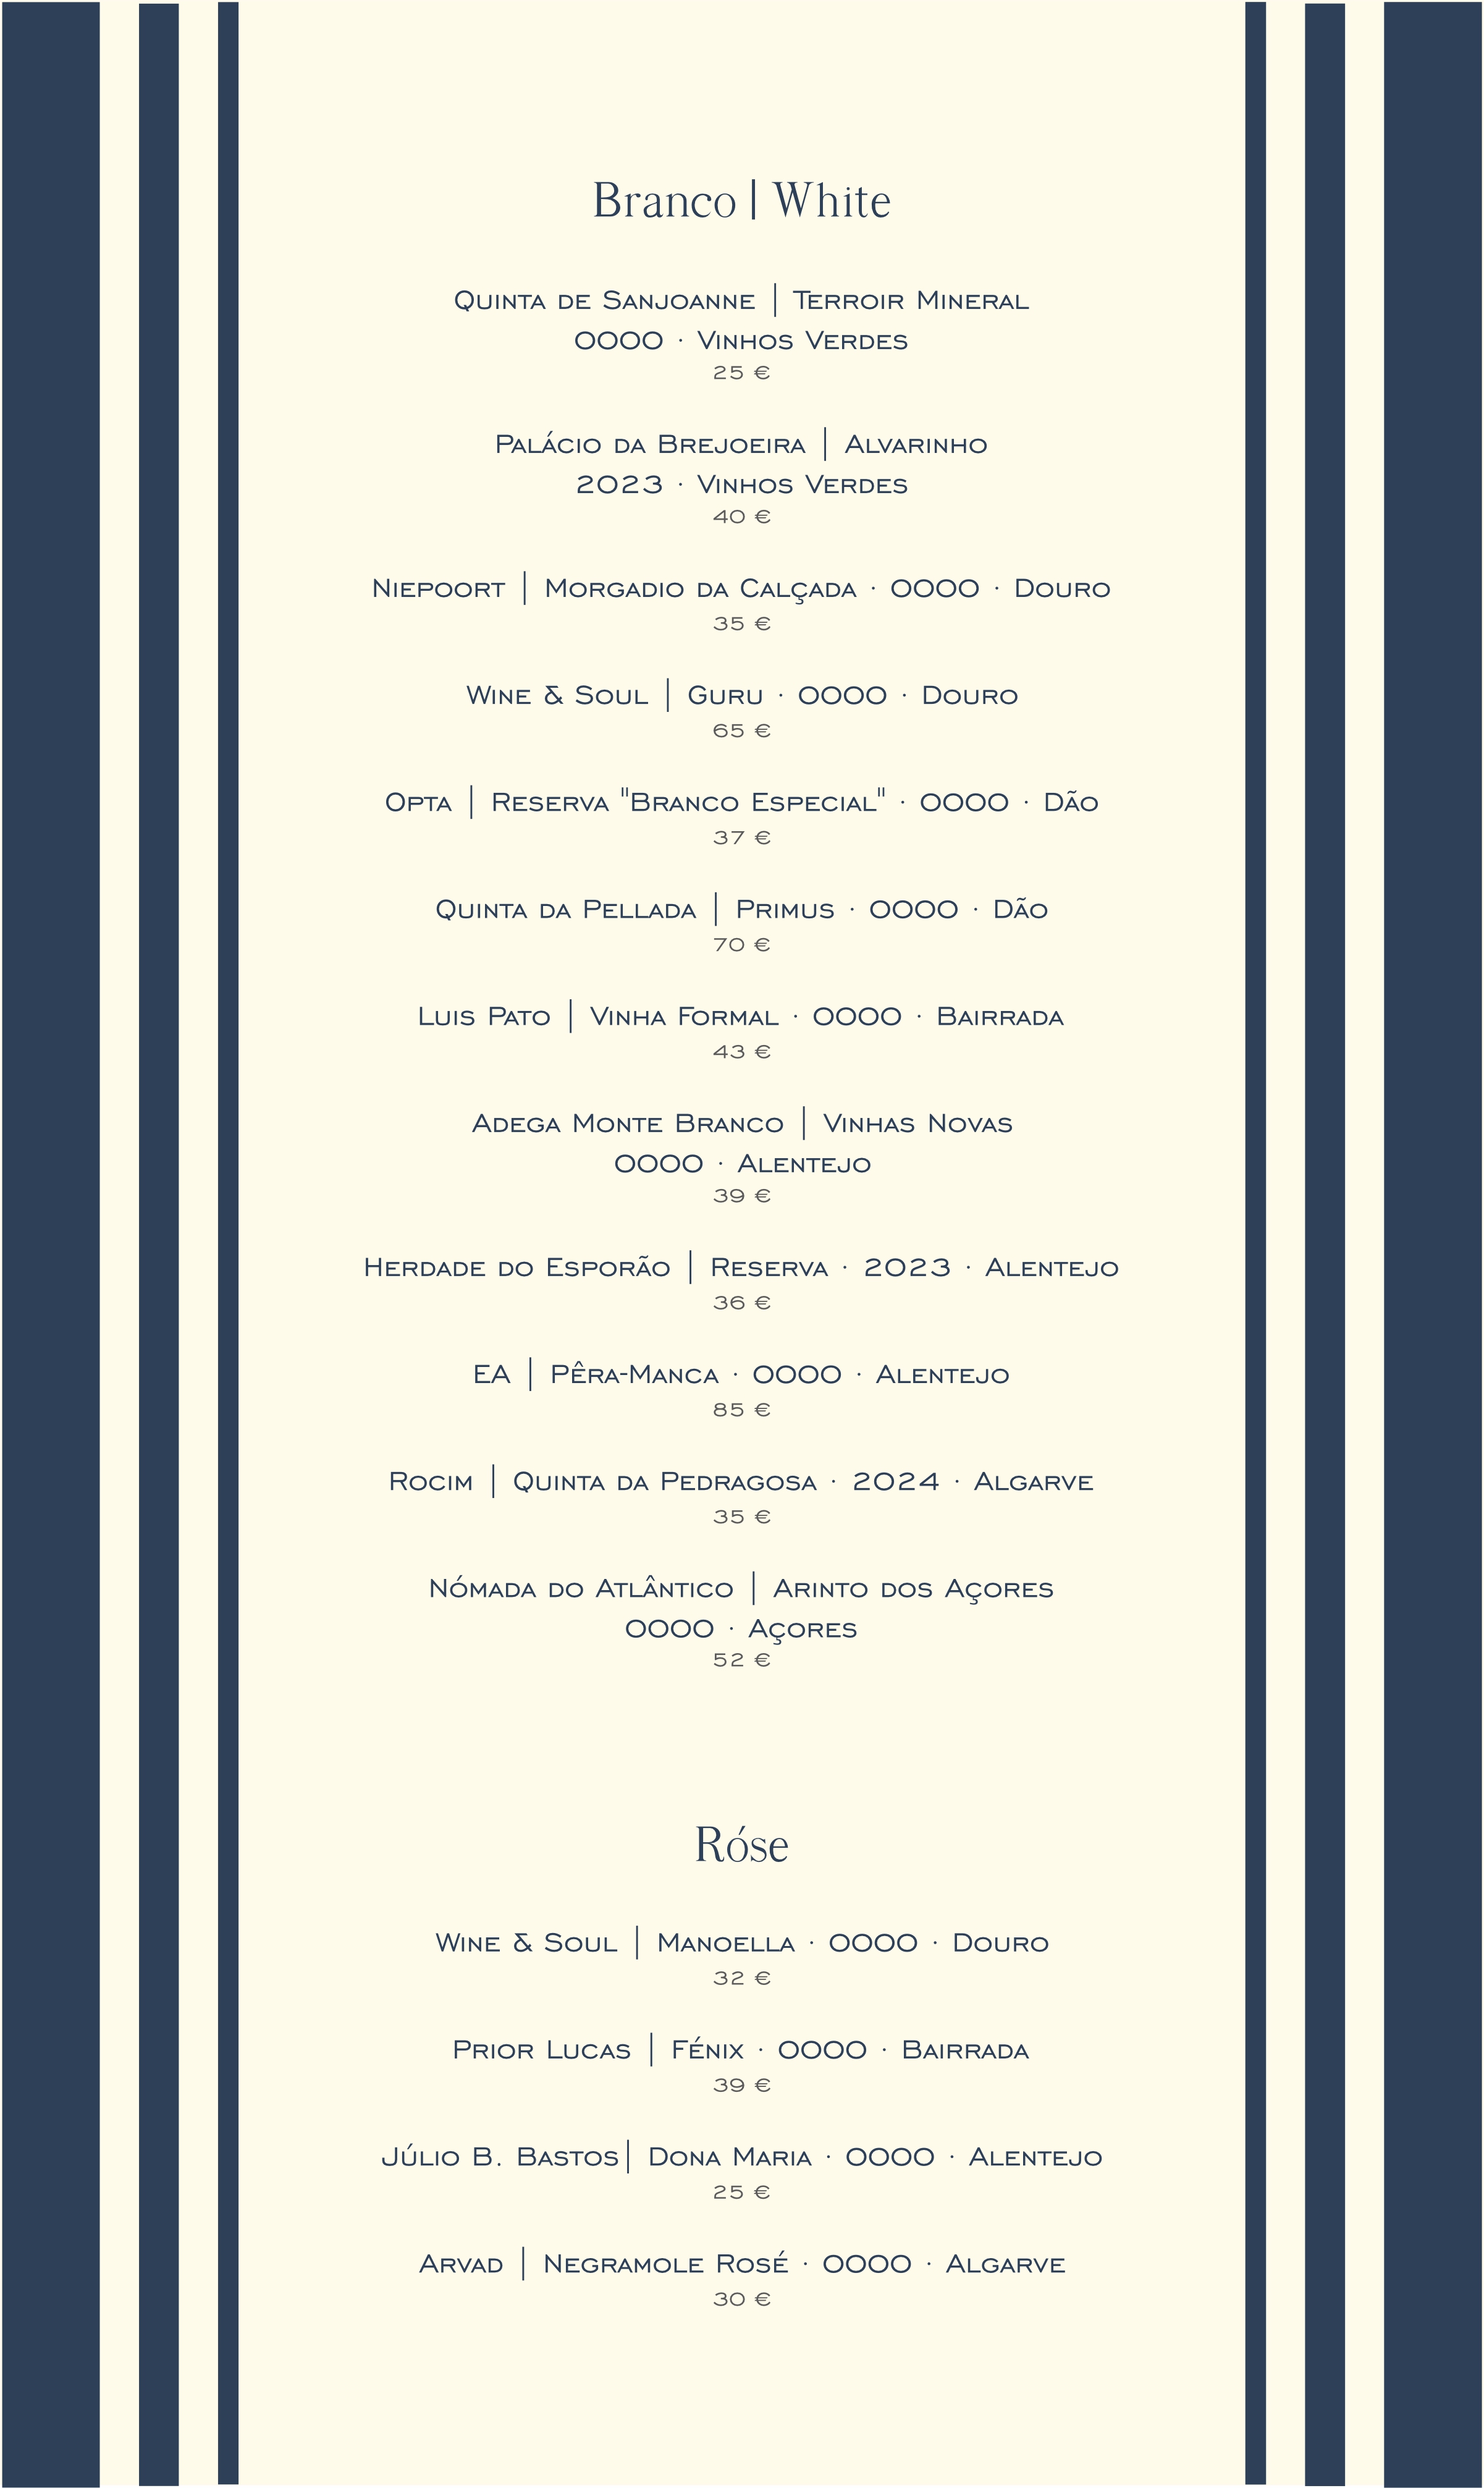 Branco | White
Quinta de Sanjoanne | Terroir Mineral
0000 · Vinhos Verdes
25 €
Palácio da Brejoeira | Alvarinho
2023 · Vinhos Verdes
40 €
Niepoort | Morgadio da Calçada · 0000 · Douro
35 €
Wine & Soul | Guru · 0000 · Douro
65 €
Opta | Reserva "Branco Especial" · 0000 · Dão
37 €
Quinta da Pellada | Primus · 0000 · Dão
70 €
Luis Pato | Vinha Formal · 0000 · Bairrada
43 €
Adega Monte Branco | Vinhas Novas
0000 · Alentejo
39 €
Herdade do Esporão | Reserva · 2023 · Alentejo
36 €
EA | Pêra-Manca · 0000 · Alentejo
85 €
Rocim | Quinta da Pedragosa · 2024 · Algarve
35 €
Nómada do Atlântico | Arinto dos Açores
0000 · Açores
52 €
Róse
Wine & Soul | Manoella · 0000 · Douro
32 €
Prior Lucas | Fénix · 0000 · Bairrada
39 €
Júlio B. Bastos| Dona Maria · 0000 · Alentejo
25 €
Arvad | Negramole Rosé · 0000 · Algarve
30 €